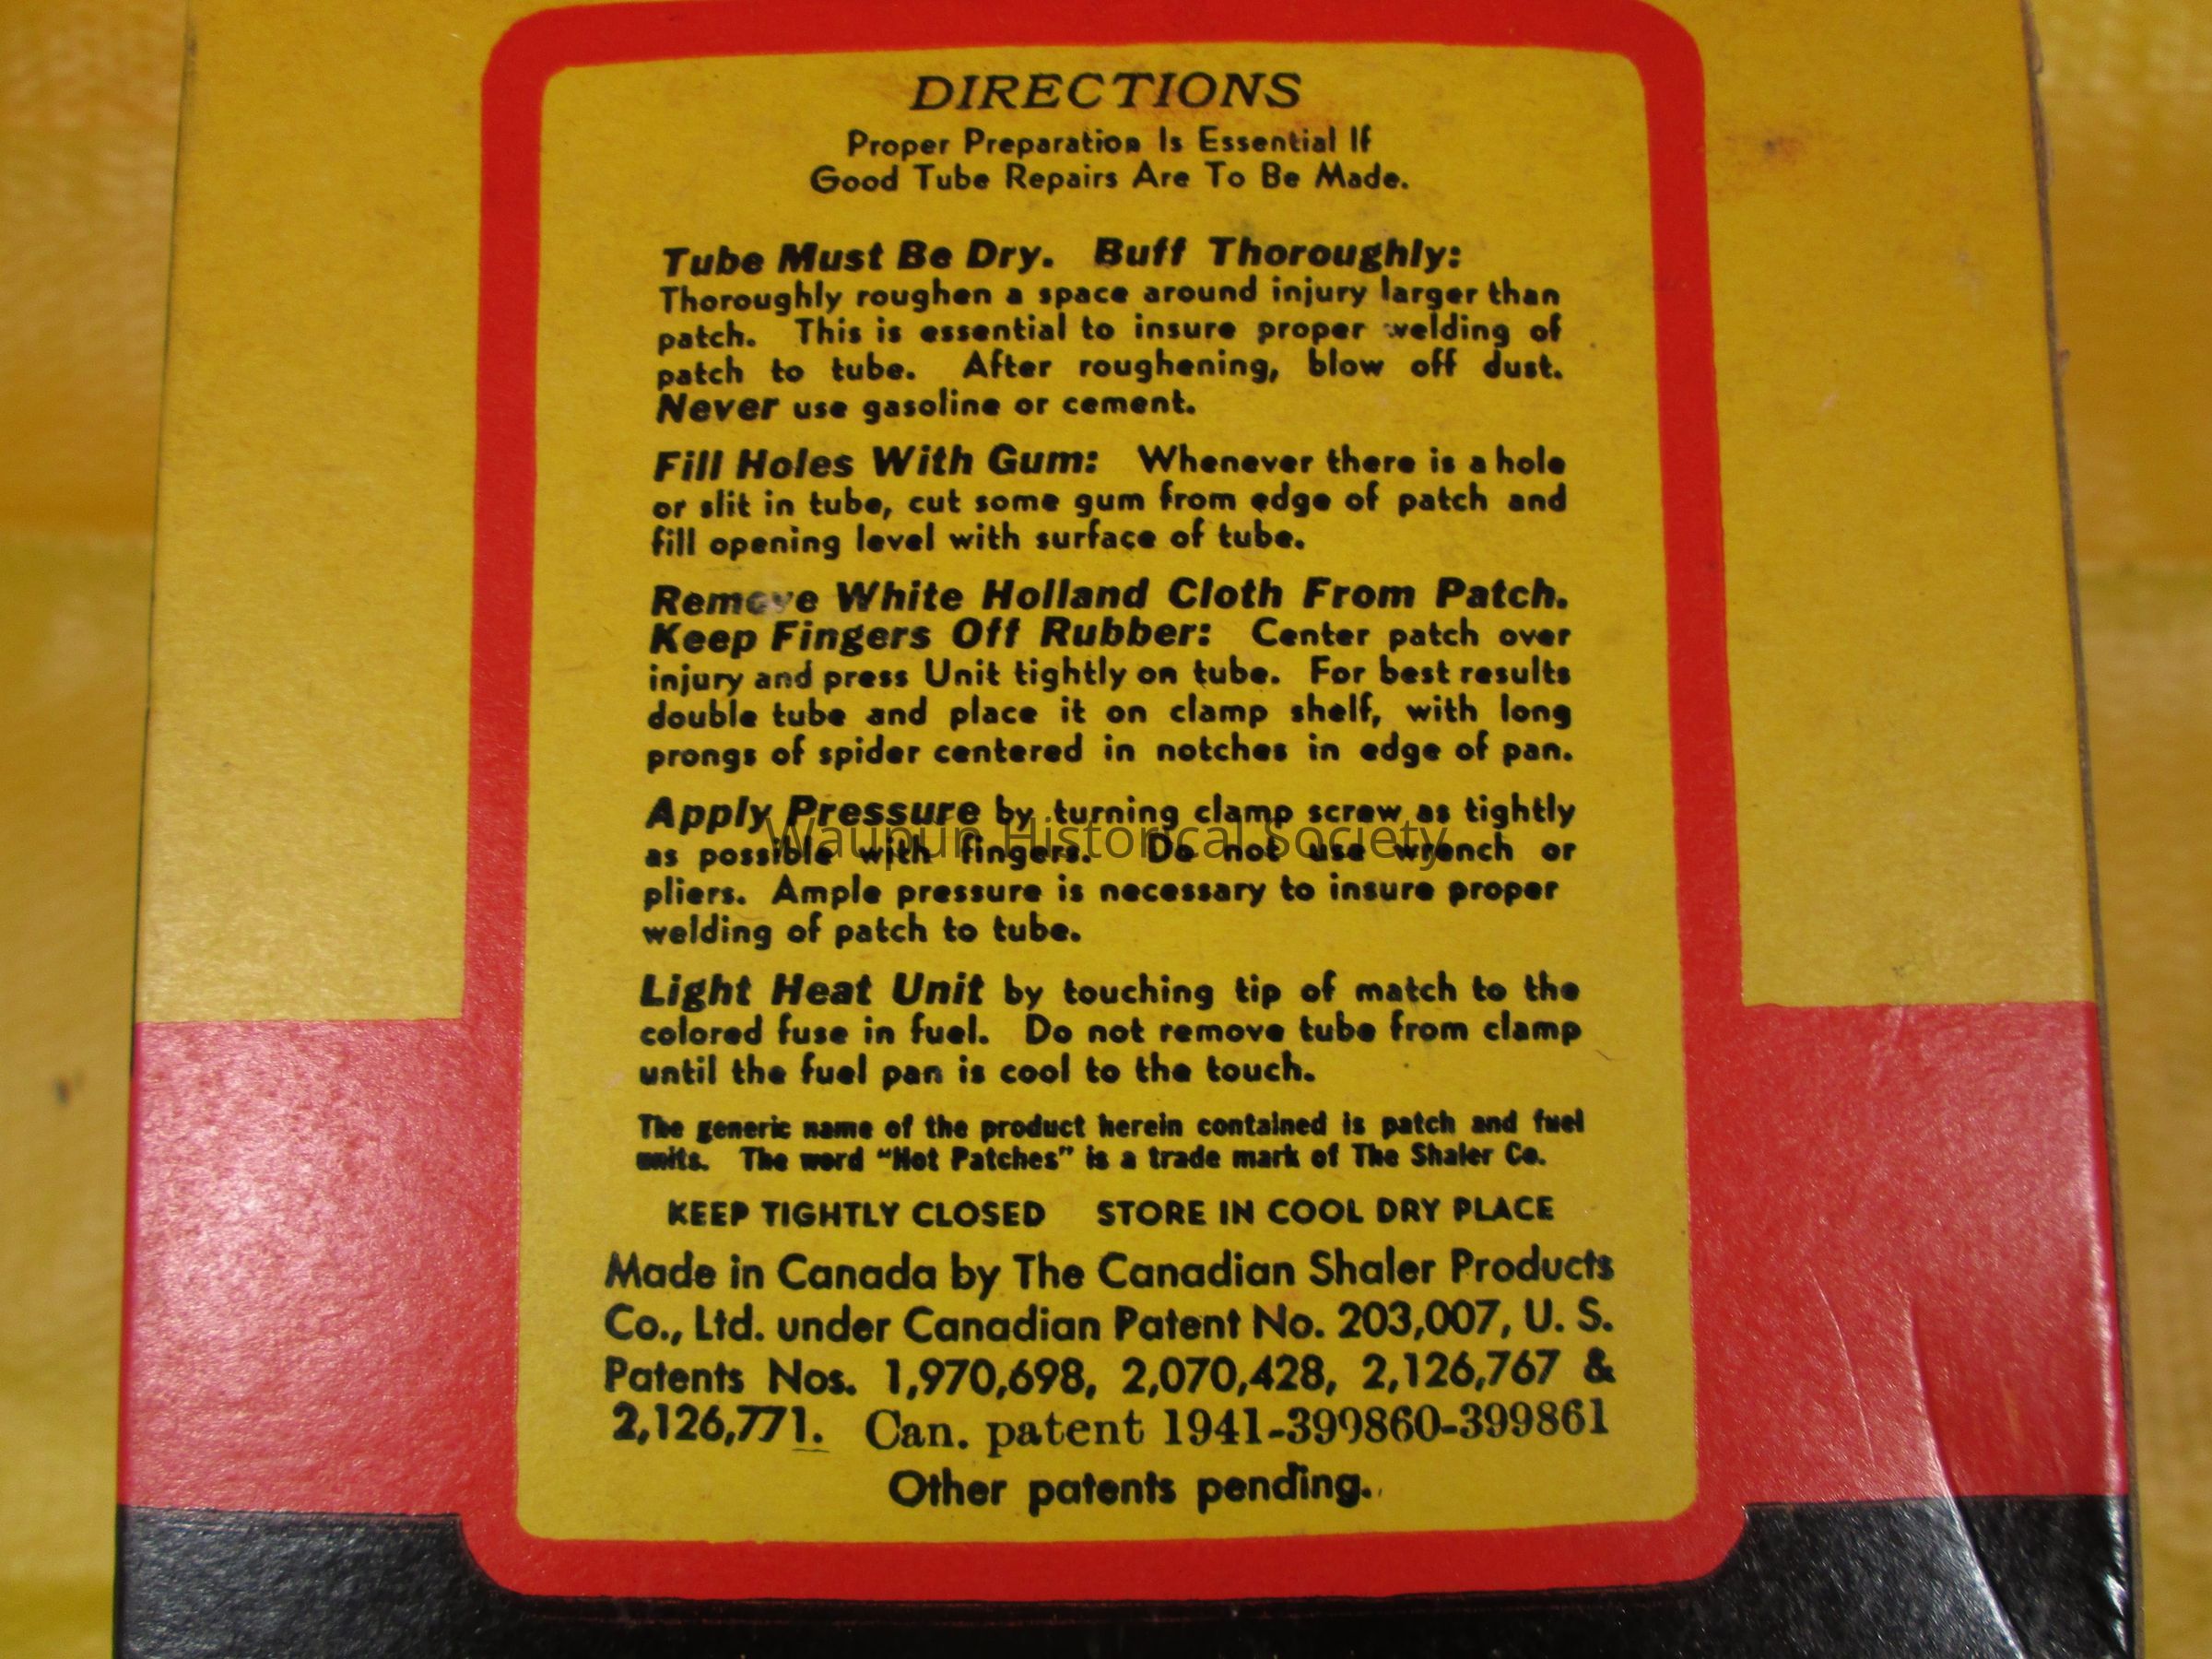 DIRECTIONS
Proper Preparation Is Essential If
Good Tube Repairs Are To Be Made.
Tube Must Be Dry. Buff Thoroughly:
Thoroughly roughen a space around injury larger than
patch. This is essential to insure proper welding of
patch to tube. After roughening, blow off dust.
Never use gasoline or cement.
Fill Holes With Gum: Whenever there is a hole
or slit in tube, cut some gum from edge of patch and
fill opening level with surface of tube.
Remove White Holland Cloth From Patch.
Keep Fingers Off Rubber: Center patch over
injury and press Unit tightly on tube. For best results
double tube and place it on clamp shelf, with long
prongs of spider centered in notches in edge of pan.
Apply Pressure by turning clamp screw as tightly
Waupun Historical Society
as possible with fingers. Do not use wrench or
pliers. Ample pressure is necessary to insure proper
welding of patch to tube.
Light Heat Unit by touching tip of match to the
colored fuse in fuel. Do not remove tube from clamp
until the fuel pan is cool to the touch.
The generic name of the product herein contained is patch and fuel
units. The word "Hot Patches" is a trade mark of The Shaler Co.
KEEP TIGHTLY CLOSED STORE IN COOL DRY PLACE
Made in Canada by The Canadian Shaler Products
Co., Ltd. under Canadian Patent No. 203,007, U. S.
Patents Nos. 1,970,698, 2,070,428, 2,126,767 &
2,126,771. Can. patent 1941-399860-399861
Other patents pending.